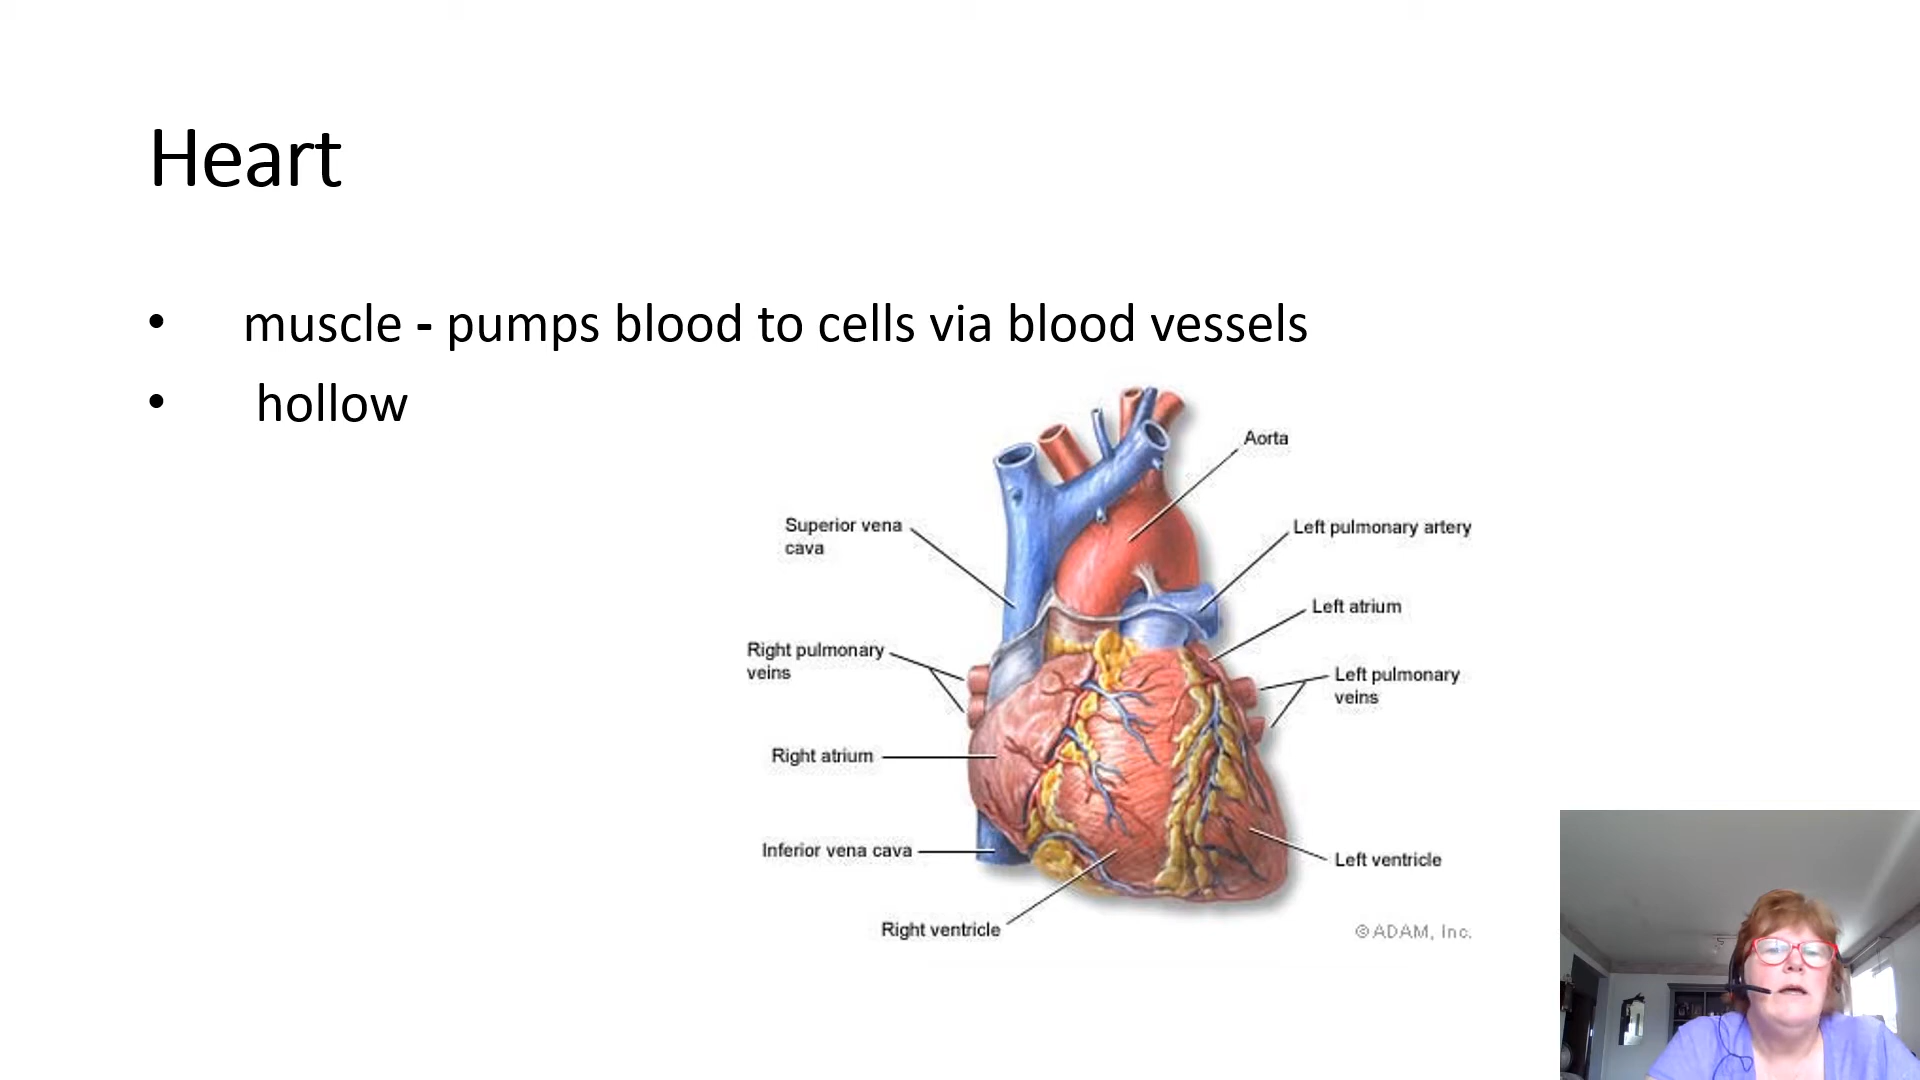 Heart
• muscle - pumps blood to cells via blood vessels
• hollow
Aorta
Superior vena
cava
Left pulmonary artery
Left atrium
Right pulmonary
veins
Left pulmonary
veins
Right atrium
Inferior vena cava
Left ventricle
Right ventricle
©ADAM, Inc.